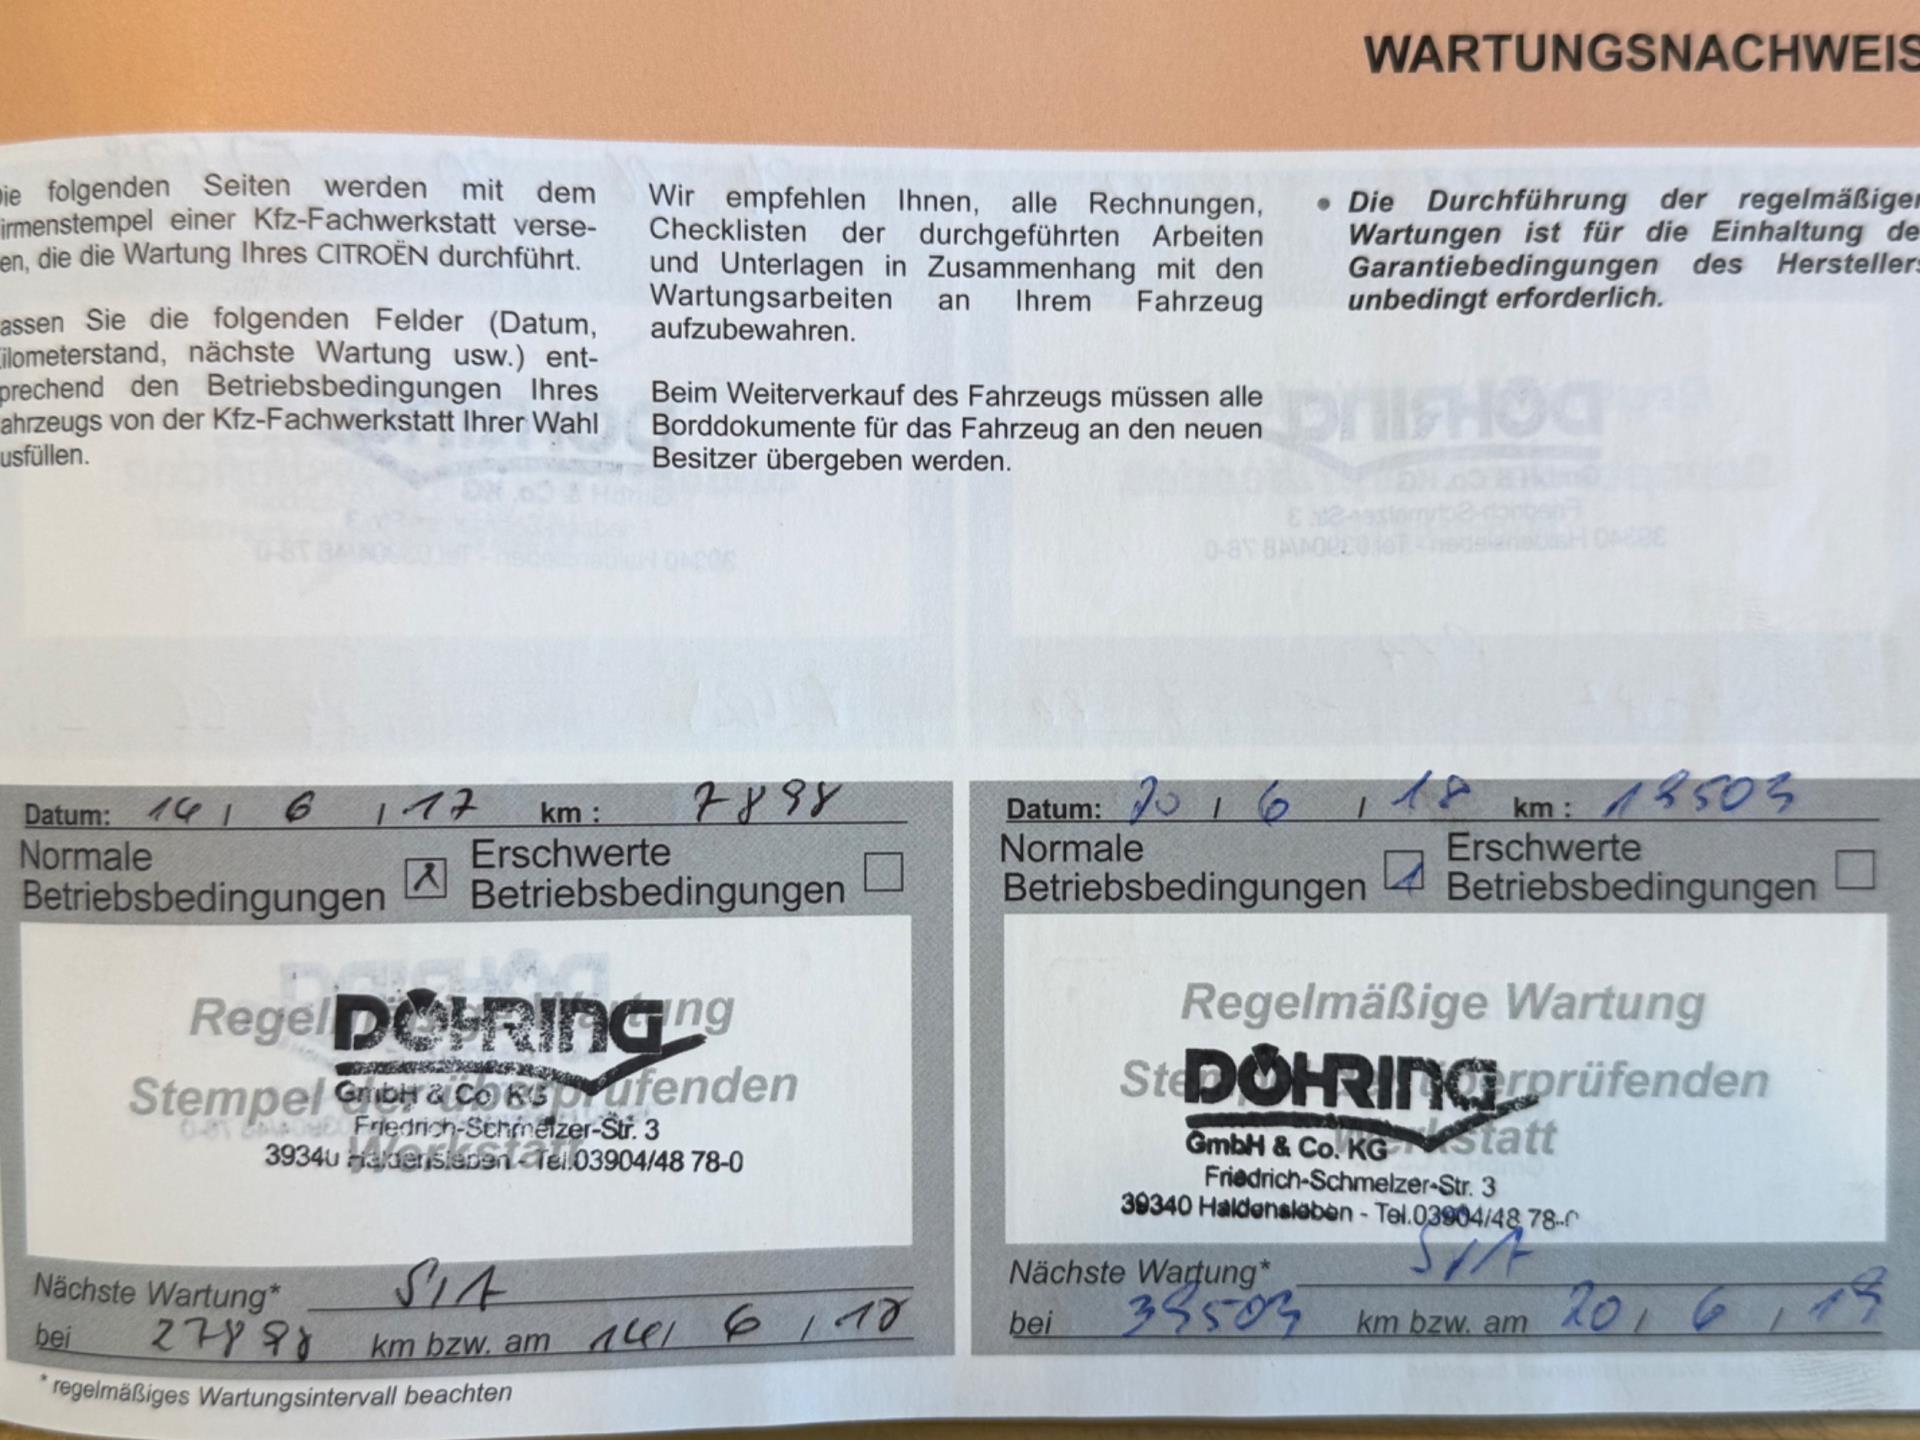 WARTUNGSNACHWEIS
ie folgenden Seiten werden mit dem
irmenstempel einer Kfz-Fachwerkstatt verse-
en, die die Wartung Ihres CITROËN durchführt.
assen Sie die folgenden Felder (Datum,
ilometerstand, nächste Wartung usw.) ent-
prechend den Betriebsbedingungen Ihres
ahrzeugs von der Kfz-Fachwerkstatt Ihrer Wahl
usfüllen.
Wir empfehlen Ihnen, alle Rechnungen,
Checklisten der durchgeführten Arbeiten
und Unterlagen in Zusammenhang mit den
Wartungsarbeiten an Ihrem Fahrzeug
aufzubewahren.
Beim Weiterverkauf des Fahrzeugs müssen alle
Borddokumente für das Fahrzeug an den neuen
Besitzer übergeben werden.
• Die Durchführung der regelmäßigen
Wartungen ist für die Einhaltung de
Garantiebedingungen des Herstellers
unbedingt erforderlich.
Datum: 14 / 6 / 17 km : 7898
Normale
Betriebsbedingungen
Erschwerte
Betriebsbedingungen
Regelmäßige Wartung
Stempel der überprüfenden
Werkstatt
DÖHRING
GmbH & Co KG
Friedrich-Schmelzer-Str. 3
39340 Haldensleben - Tel.03904/48 78-0
Nächste Wartung* S/A
bei 27898 km bzw. am 14 / 6 / 18
* regelmäßiges Wartungsintervall beachten
Datum: 20 / 6 / 18 km : 19503
Normale
Betriebsbedingungen
Erschwerte
Betriebsbedingungen
Regelmäßige Wartung
Stempel der überprüfenden
Werkstatt
DÖHRING
GmbH & Co. KG
Friedrich-Schmelzer-Str. 3
39340 Haldensleben - Tel.03904/48 78-0
Nächste Wartung* S/A
bei 39503 km bzw. am 20 / 6 / 19